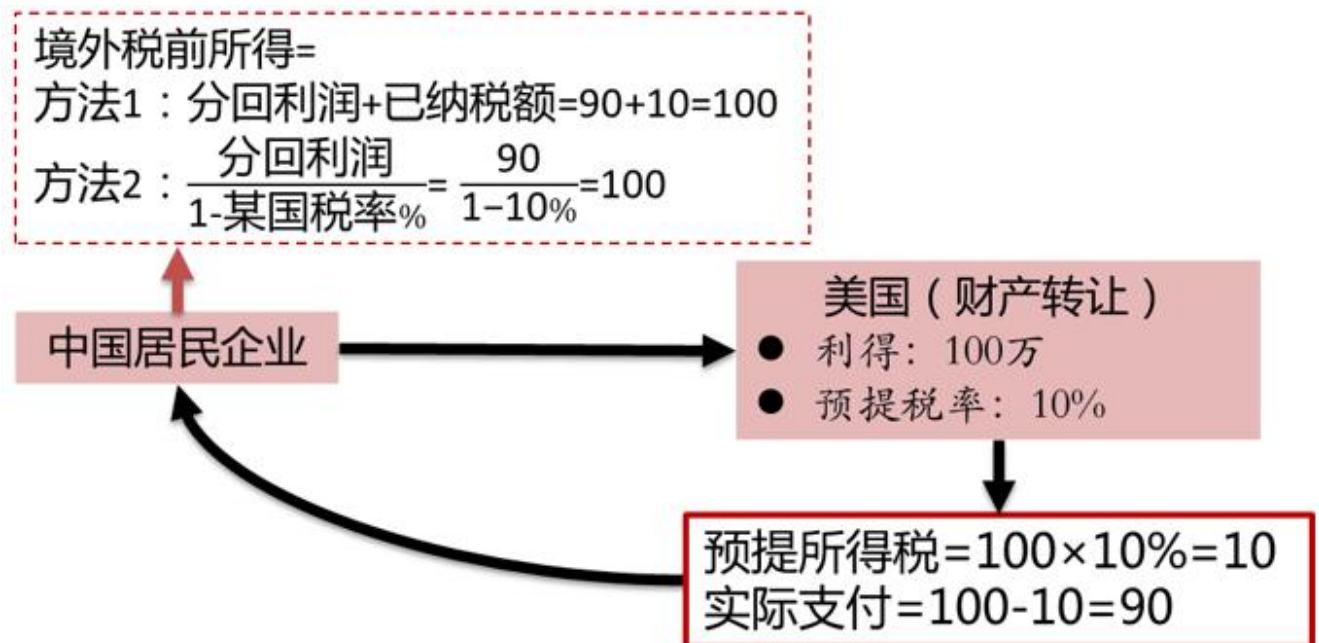 境外税前所得=
方法1：分回利润+已纳税额=90+10=100
方法2：分回利润/1-某国税率%=90/1−10%=100
中国居民企业
美国（财产转让）
● 利得：100万
● 预提税率：10%
预提所得税=100×10%=10
实际支付=100-10=90